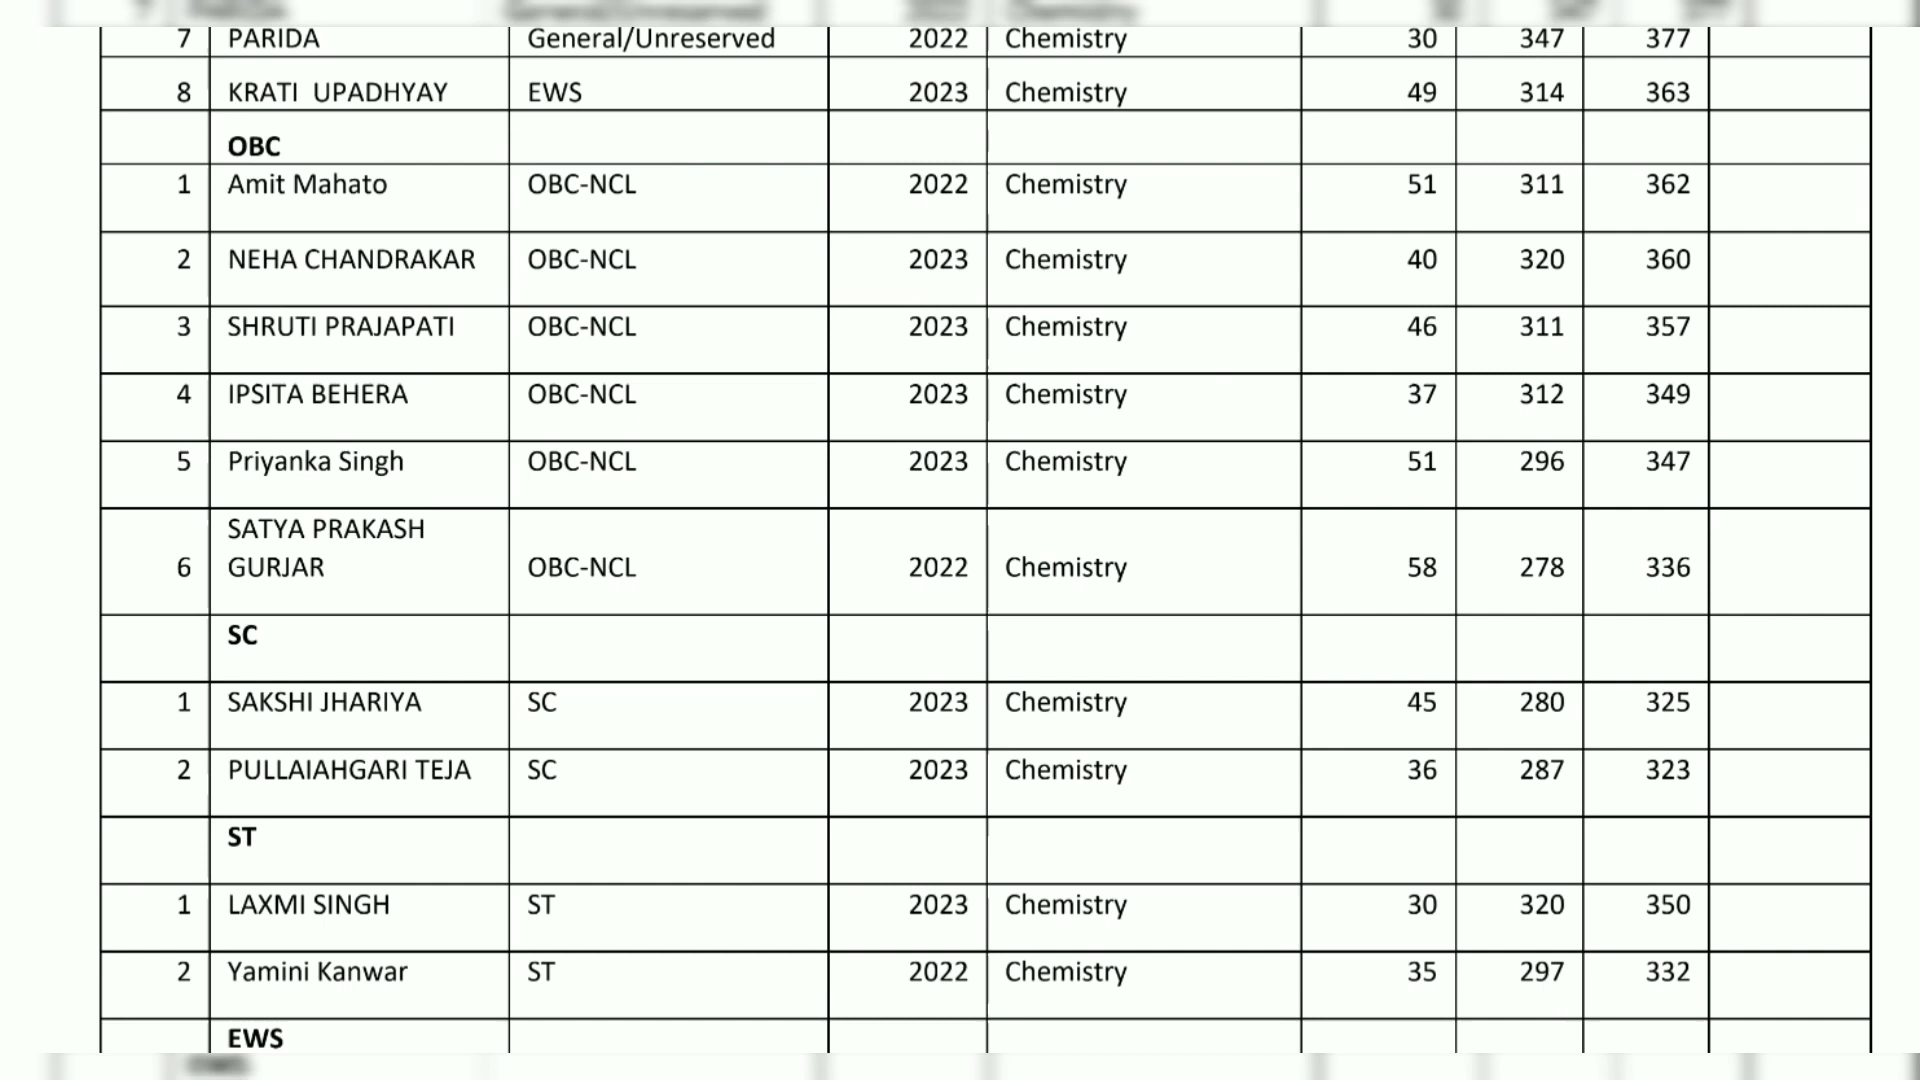 7 PARIDA General/Unreserved 2022 Chemistry 30 347 377
8 KRATI UPADHYAY EWS 2023 Chemistry 49 314 363
OBC
1 Amit Mahato OBC-NCL 2022 Chemistry 51 311 362
2 NEHA CHANDRAKAR OBC-NCL 2023 Chemistry 40 320 360
3 SHRUTI PRAJAPATI OBC-NCL 2023 Chemistry 46 311 357
4 IPSITA BEHERA OBC-NCL 2023 Chemistry 37 312 349
5 Priyanka Singh OBC-NCL 2023 Chemistry 51 296 347
SATYA PRAKASH
6 GURJAR OBC-NCL 2022 Chemistry 58 278 336
SC
1 SAKSHI JHARIYA SC 2023 Chemistry 45 280 325
2 PULLAIAHGARI TEJA SC 2023 Chemistry 36 287 323
ST
1 LAXMI SINGH ST 2023 Chemistry 30 320 350
2 Yamini Kanwar ST 2022 Chemistry 35 297 332
EWS